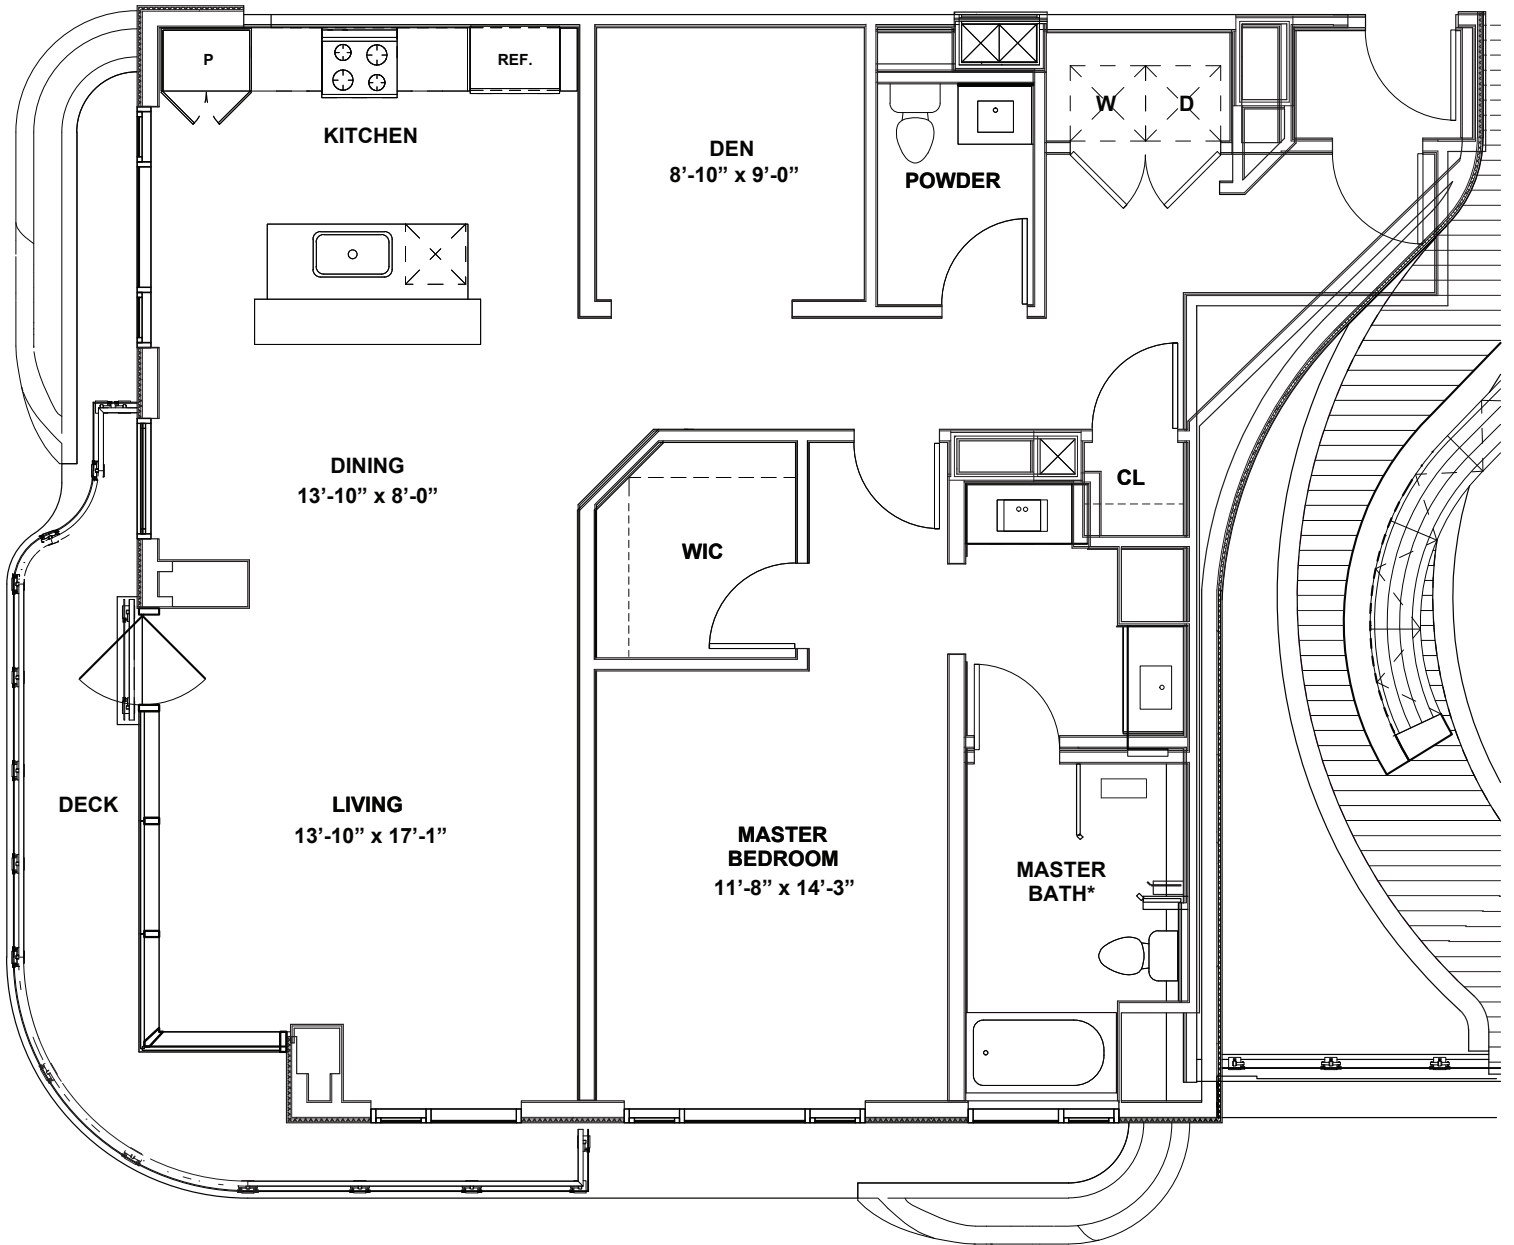 P
REF.
KITCHEN
DEN
8’-10” x 9’-0”
POWDER
W
D
DINING
13’-10” x 8’-0”
WIC
CL
DECK
LIVING
13’-10” x 17’-1”
MASTER
BEDROOM
11’-8” x 14’-3”
MASTER
BATH*